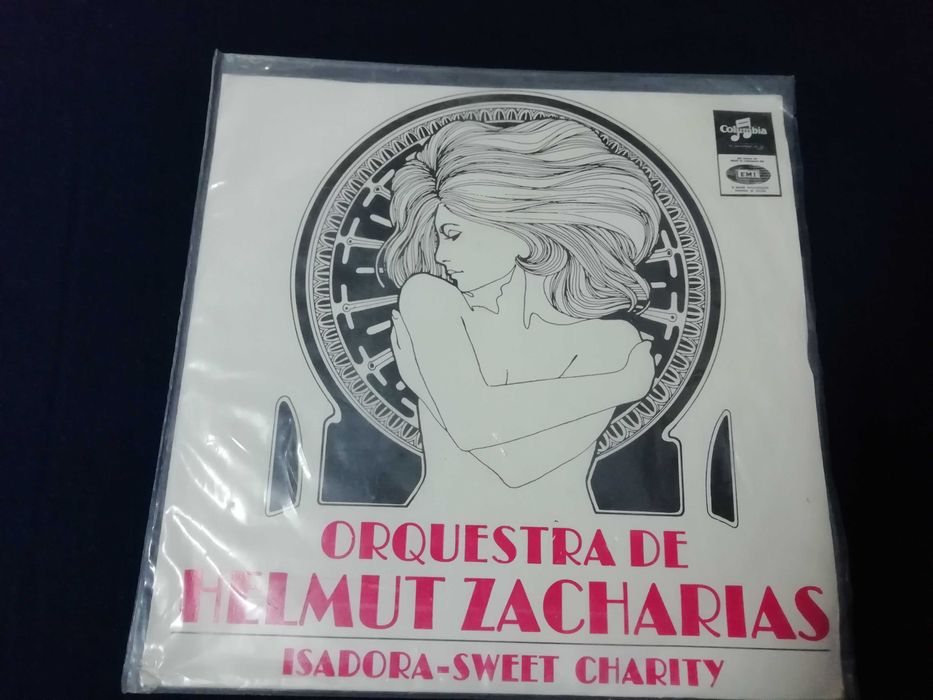 Columbia
EMI
ORQUESTRA DE
HELMUT ZACHARIAS
ISADORA-SWEET CHARITY